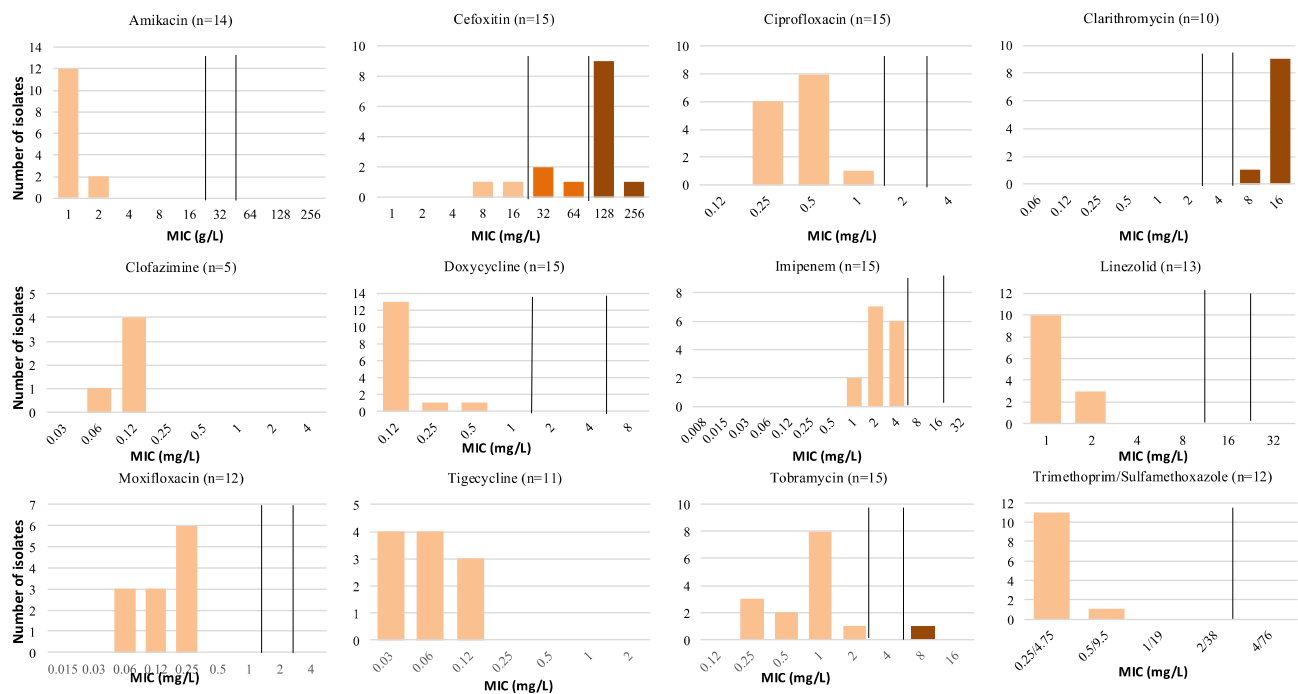 Amikacin (n=14)
Number of isolates
14
12
10
8
6
4
2
0
1 2 4 8 16 32 64 128 256
MIC (g/L)
Cefoxitin (n=15)
10
8
6
4
2
0
1 2 4 8 16 32 64 128 256
MIC (mg/L)
Ciprofloxacin (n=15)
10
8
6
4
2
0
0.12 0.25 0.5 1 2 4
MIC (mg/L)
Clarithromycin (n=10)
10
8
6
4
2
0
0.06 0.12 0.25 0.5 1 2 4 8 16
MIC (mg/L)
Clofazimine (n=5)
Number of isolates
5
4
3
2
1
0
0.03 0.06 0.12 0.25 0.5 1 2 4
MIC (mg/L)
Doxycycline (n=15)
14
12
10
8
6
4
2
0
0.12 0.25 0.5 1 2 4 8
MIC (mg/L)
Imipenem (n=15)
8
6
4
2
0
0.008 0.015 0.03 0.06 0.12 0.25 0.5 1 2 4 8 16 32
MIC (mg/L)
Linezolid (n=13)
12
10
8
6
4
2
0
1 2 4 8 16 32
MIC (mg/L)
Moxifloxacin (n=12)
Number of isolates
7
6
5
4
3
2
1
0
0.015 0.03 0.06 0.12 0.25 0.5 1 2 4
MIC (mg/L)
Tigecycline (n=11)
5
4
4
3
3
2
2
1
1
0
0.03 0.06 0.12 0.25 0.5 1 2
MIC (mg/L)
Tobramycin (n=15)
10
8
6
4
2
0
0.12 0.25 0.5 1 2 4 8 16
MIC (mg/L)
Trimethoprim/Sulfamethoxazole (n=12)
12
10
8
6
4
2
0
0.25/4.75 0.5/9.5 1/19 2/38 4/76
MIC (mg/L)